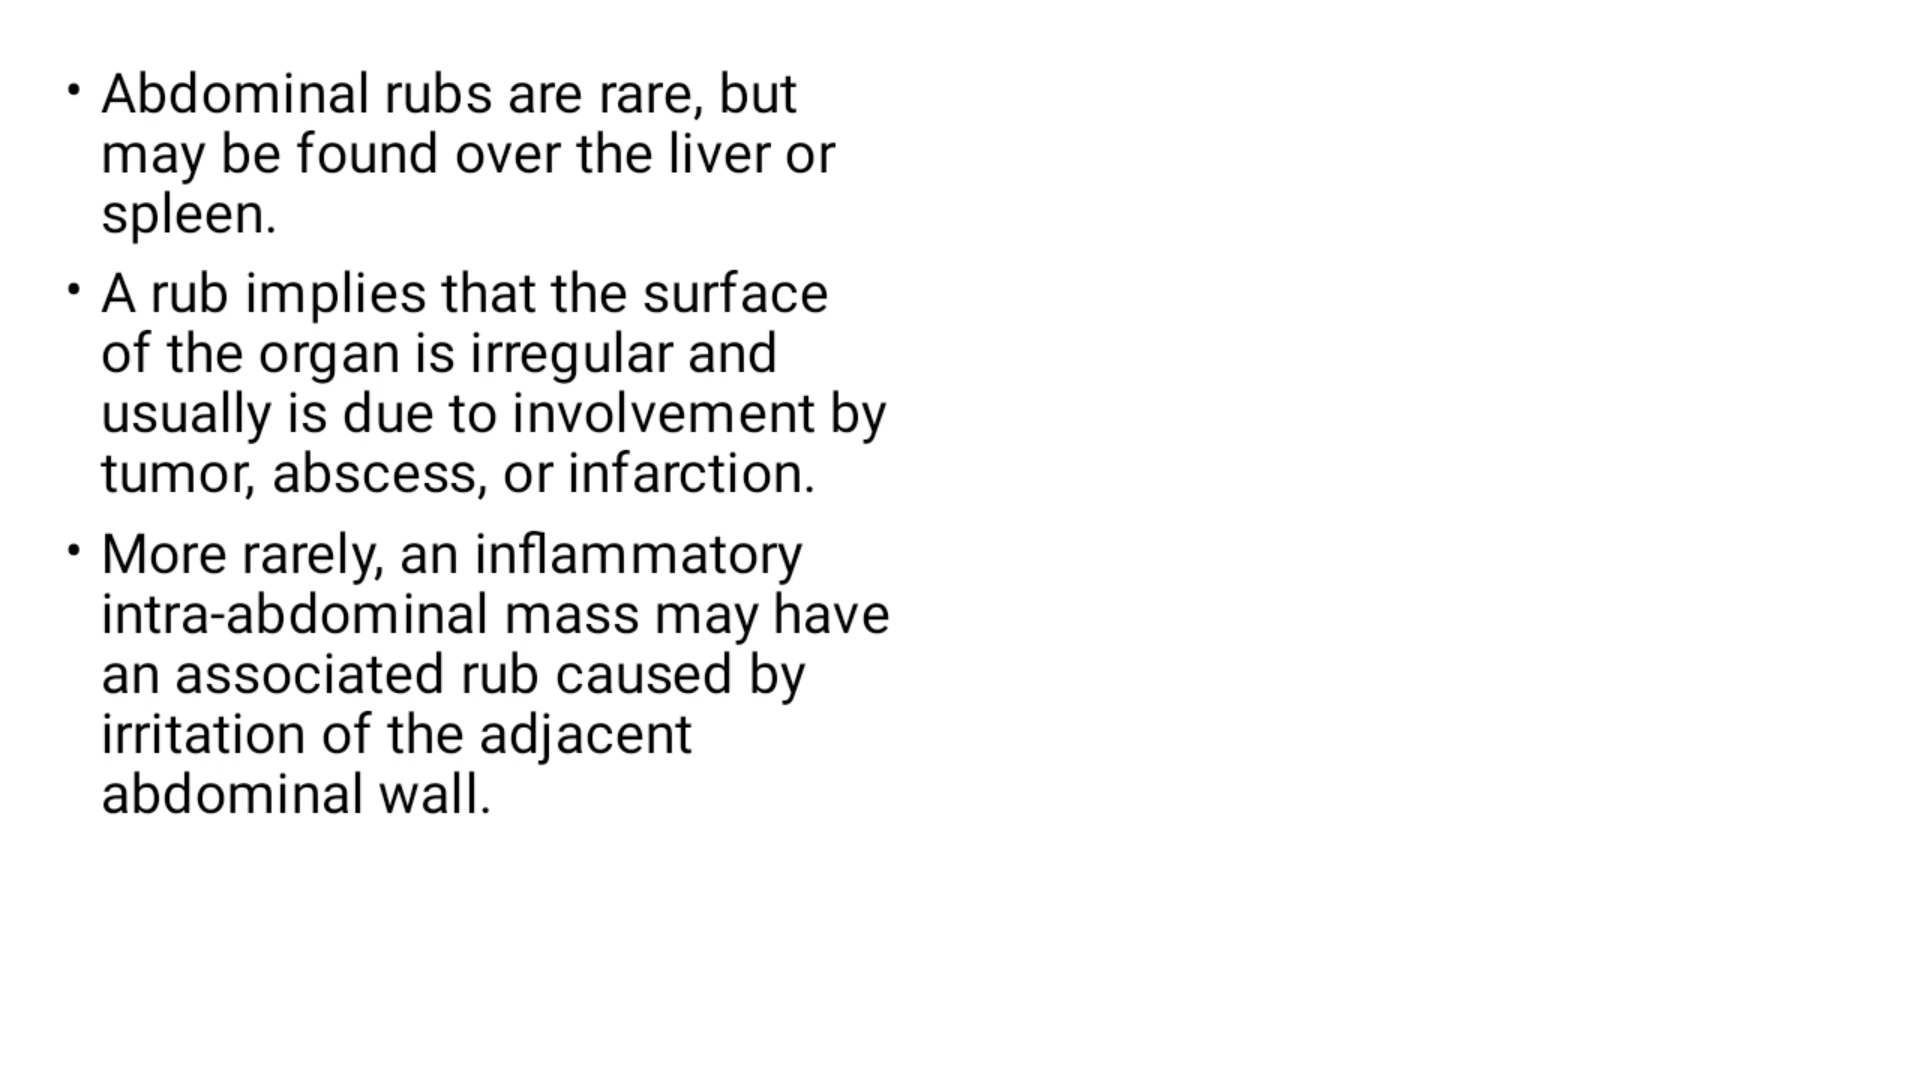 • Abdominal rubs are rare, but
may be found over the liver or
spleen.
• A rub implies that the surface
of the organ is irregular and
usually is due to involvement by
tumor, abscess, or infarction.
• More rarely, an inflammatory
intra-abdominal mass may have
an associated rub caused by
irritation of the adjacent
abdominal wall.